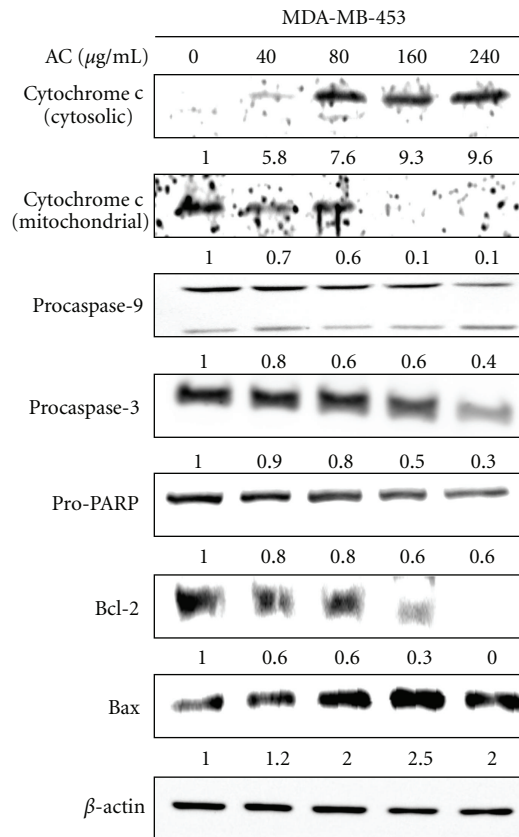 MDA-MB-453
AC (μg/mL) 0 40 80 160 240
Cytochrome c
(cytosolic)
1 5.8 7.6 9.3 9.6
Cytochrome c
(mitochondrial)
1 0.7 0.6 0.1 0.1
Procaspase-9
1 0.8 0.6 0.6 0.4
Procaspase-3
1 0.9 0.8 0.5 0.3
Pro-PARP
1 0.8 0.8 0.6 0.6
Bcl-2
1 0.6 0.6 0.3 0
Bax
1 1.2 2 2.5 2
β-actin